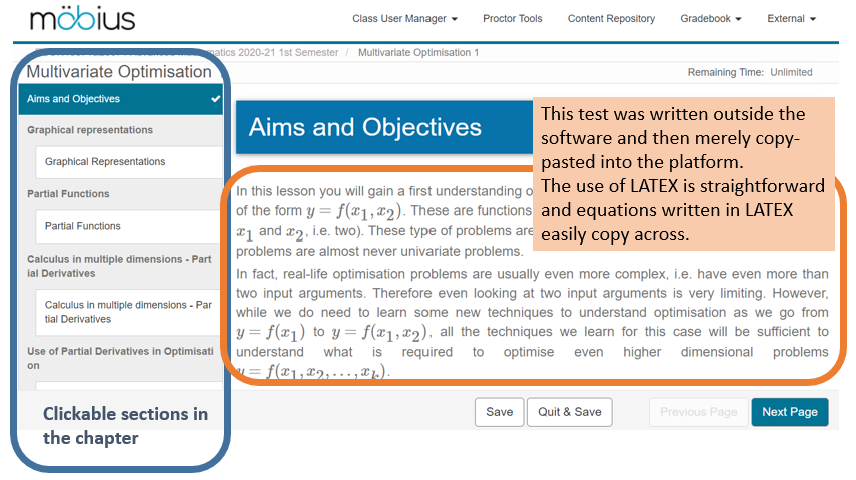 möbius
Class User Manager
Proctor Tools
Content Repository
Gradebook
External
Mathematics 2020-21 1st Semester / Multivariate Optimisation 1
Multivariate Optimisation
Remaining Time: Unlimited
Aims and Objectives
Graphical representations
Graphical Representations
Partial Functions
Partial Functions
Calculus in multiple dimensions - Part
ial Derivatives
Calculus in multiple dimensions - Par
tial Derivatives
Use of Partial Derivatives in Optimisati
on
Clickable sections in
the chapter
Aims and Objectives
This test was written outside the
software and then merely copy-
pasted into the platform.
The use of LATEX is straightforward
and equations written in LATEX
easily copy across.
In this lesson you will gain a first understanding o
of the form y = f(x₁, x₂). These are functions
x₁ and x₂, i.e. two). These type of problems are
problems are almost never univariate problems.
In fact, real-life optimisation problems are usually even more complex, i.e. have even more than
two input arguments. Therefore even looking at two input arguments is very limiting. However,
while we do need to learn some new techniques to understand optimisation as we go from
y = f(x₁) to y = f(x₁, x₂), all the techniques we learn for this case will be sufficient to
understand what is required to optimise even higher dimensional problems
y = f(x₁, x₂, . . . , xₖ).
Save
Quit & Save
Previous Page
Next Page